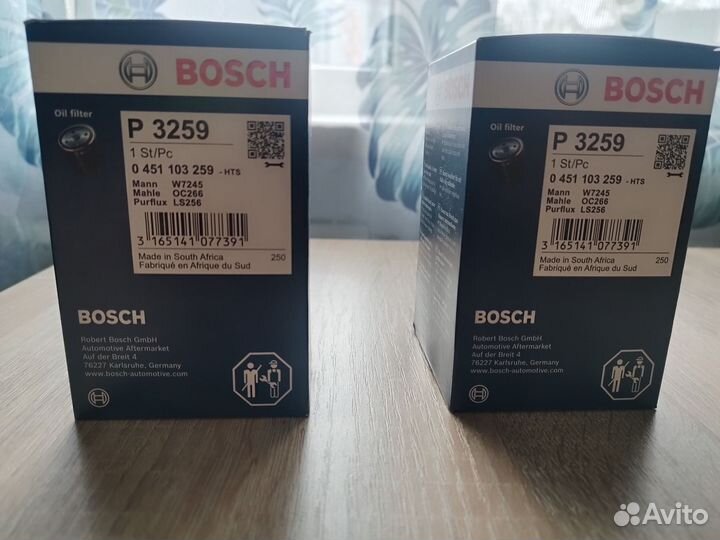 BOSCH
Oil filter
P 3259
1 St/Pc
0 451 103 259 - HTS
Mann W7245
Mahle OC266
Purflux LS256
3 165141 077391
Made in South Africa 250
Fabriqué en Afrique du Sud
BOSCH
Robert Bosch GmbH
Automotive Aftermarket
Auf der Breit 4
76227 Karlsruhe, Germany
www.bosch-automotive.com
BOSCH
Oil filter
P 3259
1 St/Pc
0 451 103 259 - HTS
Mann W7245
Mahle OC266
Purflux LS256
3 165141 077391
Made in South Africa 250
Fabriqué en Afrique du Sud
BOSCH
Robert Bosch GmbH
Automotive Aftermarket
Auf der Breit 4
76227 Karlsruhe, Germany
www.bosch-automotive.com
Avito